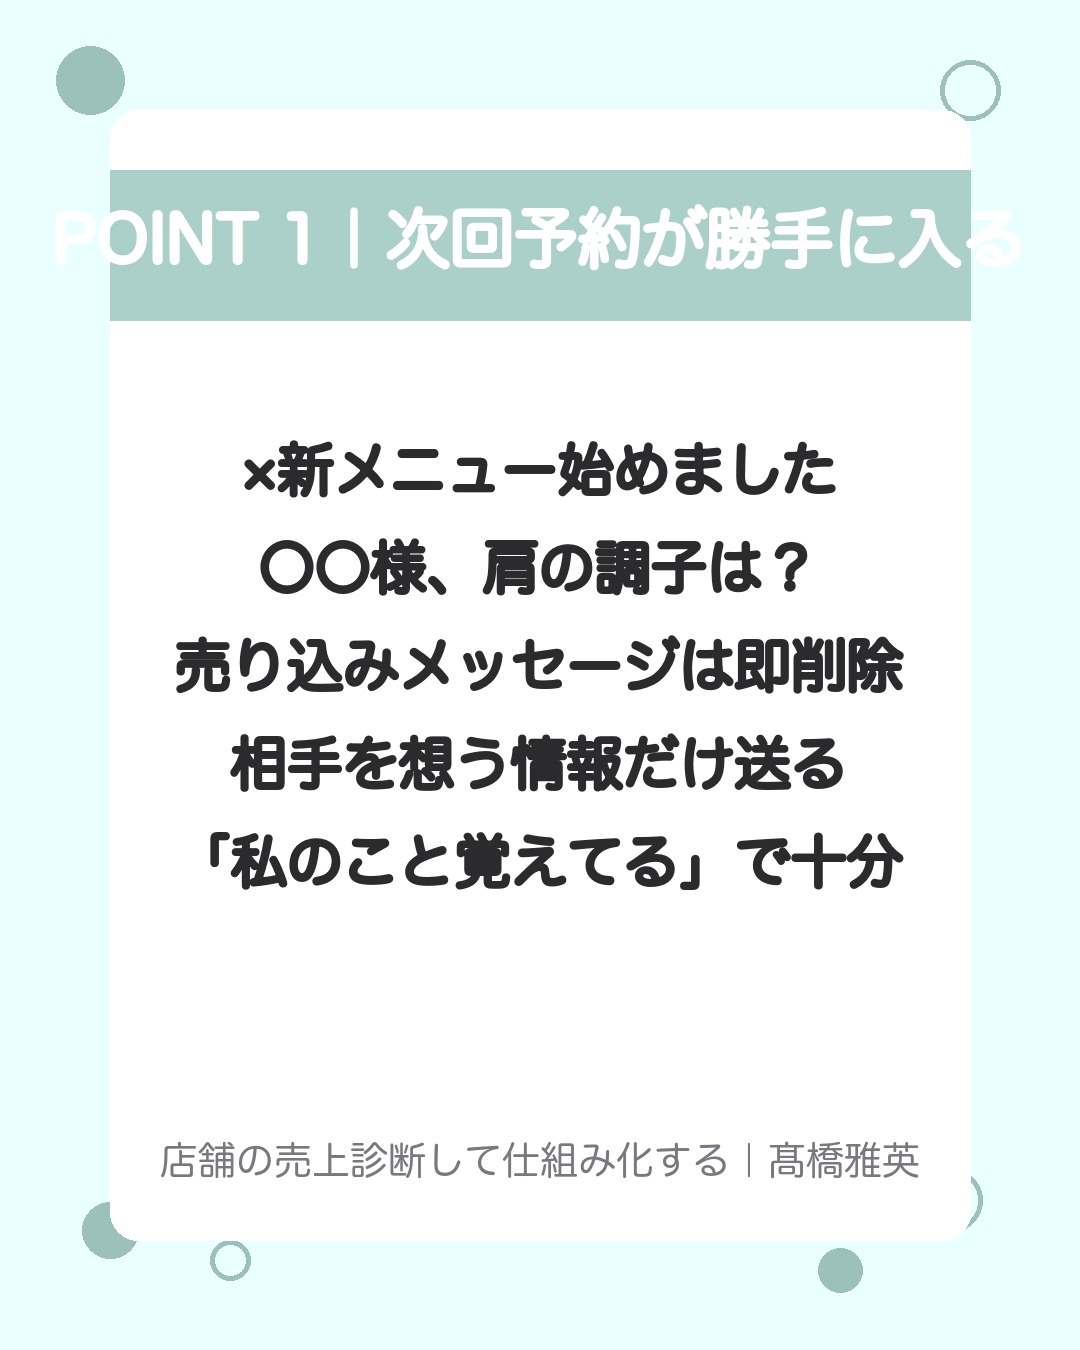 POINT 1｜次回予約が勝手に入る
×新メニュー始めました
〇〇様、肩の調子は？
売り込みメッセージは即削除
相手を想う情報だけ送る
「私のこと覚えてる」で十分
店舗の売上診断して仕組み化する｜髙橋雅英